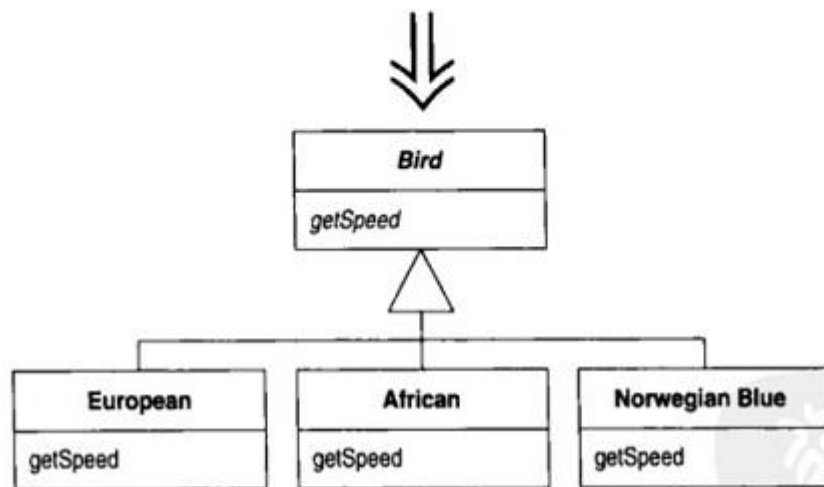 Bird
getSpeed
European
African
Norwegian Blue
getSpeed
getSpeed
getSpeed